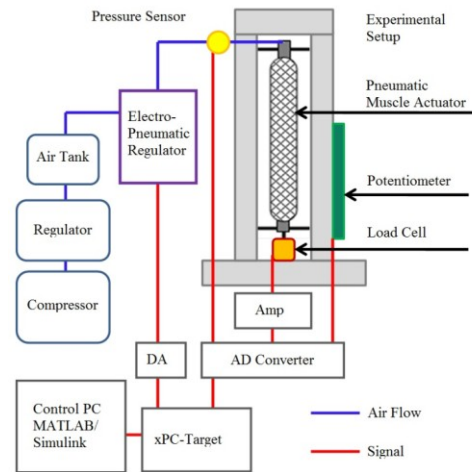 Pressure Sensor
Experimental
Setup
Electro-
Pneumatic
Regulator
Pneumatic
Muscle Actuator
Air Tank
Potentiometer
Regulator
Load Cell
Compressor
Amp
DA
AD Converter
Control PC
MATLAB/
Simulink
xPC-Target
Air Flow
Signal